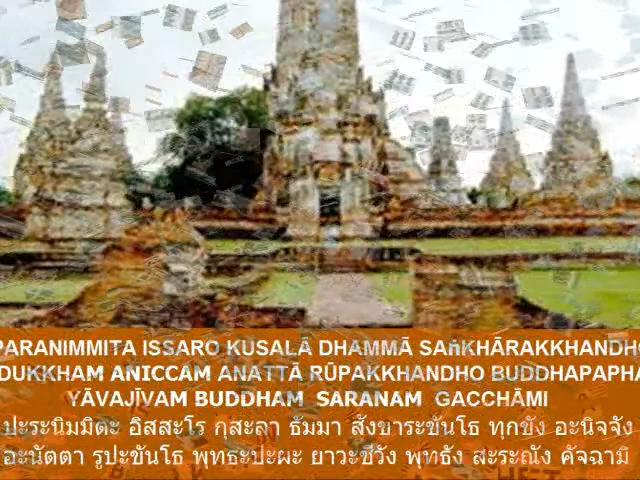 PARANIMMITA ISSARO KUSALĀ DHAMMĀ SAṅKHĀRAKKHANDHO
DUKKHAṂ ANICCAṂ ANATTĀ RŪPAKKHANDHO BUDDHAPAPHA
YĀVAJĪVAṂ BUDDHAṂ SARANAṂ GACCHĀMI
ปะระนิมมิตะ อิสสะโร กุสะลา ธัมมา สังขาระขันโธ ทุกขัง อะนิจจัง
อะนัตตา รูปะขันโธ พุทธะปะผะ ยาวะชีวัง พุทธัง สะระณัง คัจฉามิ